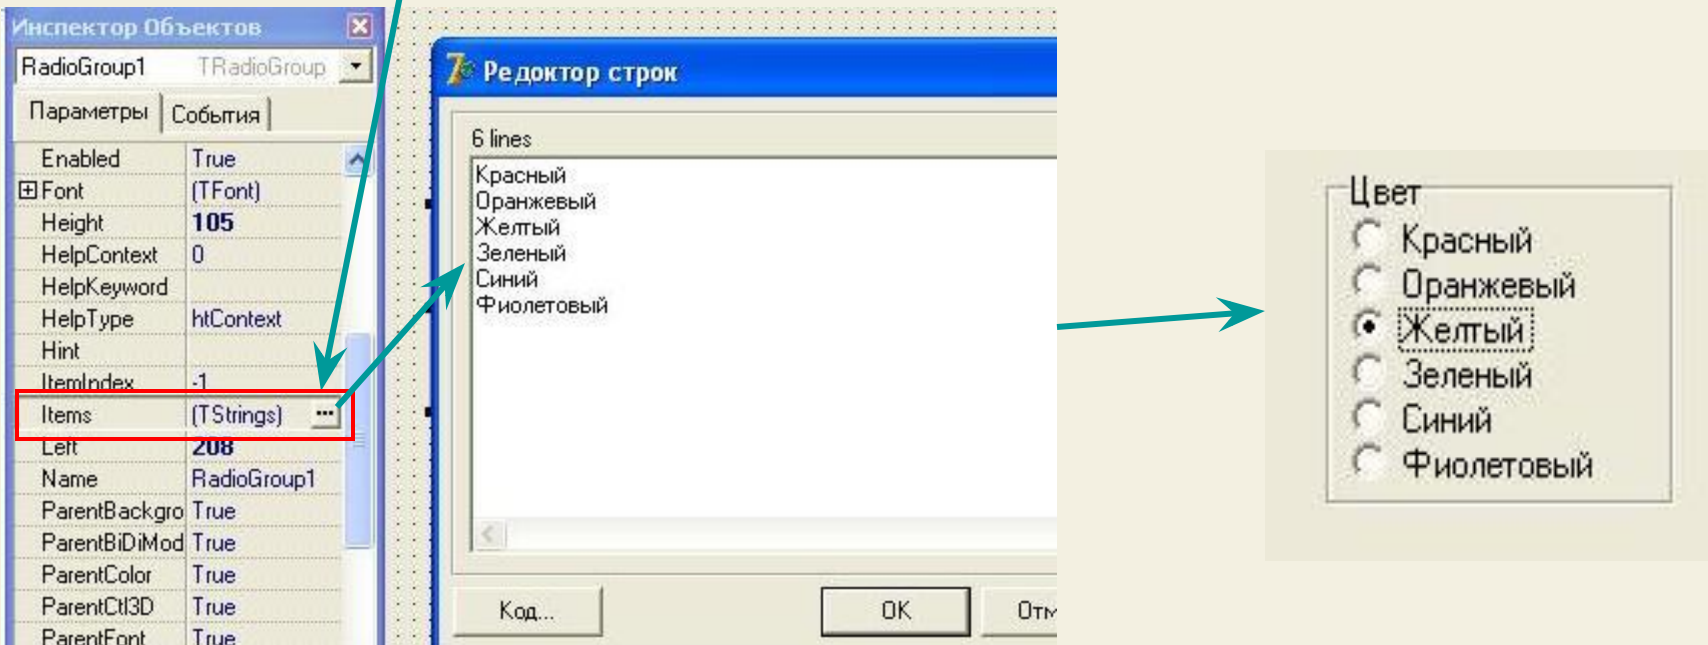 Инспектор Объектов
RadioGroup1 TRadioGroup
Параметры События
Enabled True
Font (TFont)
Height 105
HelpContext 0
HelpKeyword
HelpType htContext
Hint
ItemIndex -1
Items (TStrings) ...
Left 208
Name RadioGroup1
ParentBackgro True
ParentBiDiMod True
ParentColor True
ParentCtl3D True
ParentFont True
Редоктор строк
6 lines
Красный
Оранжевый
Желтый
Зеленый
Синий
Фиолетовый
Код... OK Отм
Цвет
Красный
Оранжевый
Желтый
Зеленый
Синий
Фиолетовый